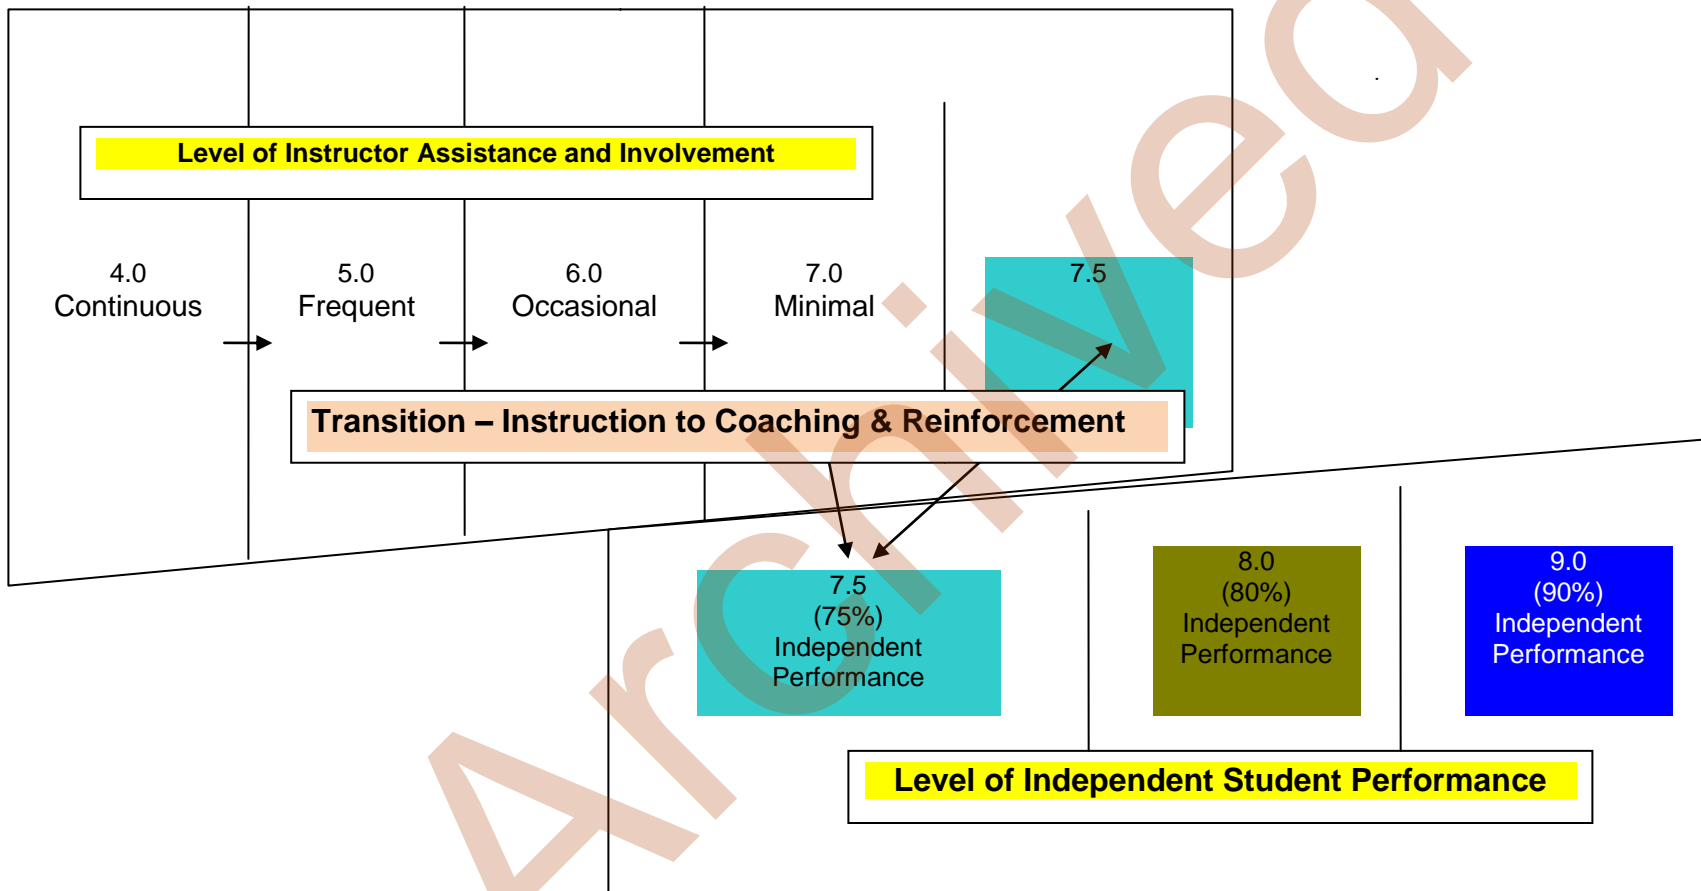 Level of Instructor Assistance and Involvement
4.0
Continuous
5.0
Frequent
6.0
Occasional
7.0
Minimal
7.5
Transition – Instruction to Coaching & Reinforcement
7.5
(75%)
Independent
Performance
8.0
(80%)
Independent
Performance
9.0
(90%)
Independent
Performance
Level of Independent Student Performance
Archived